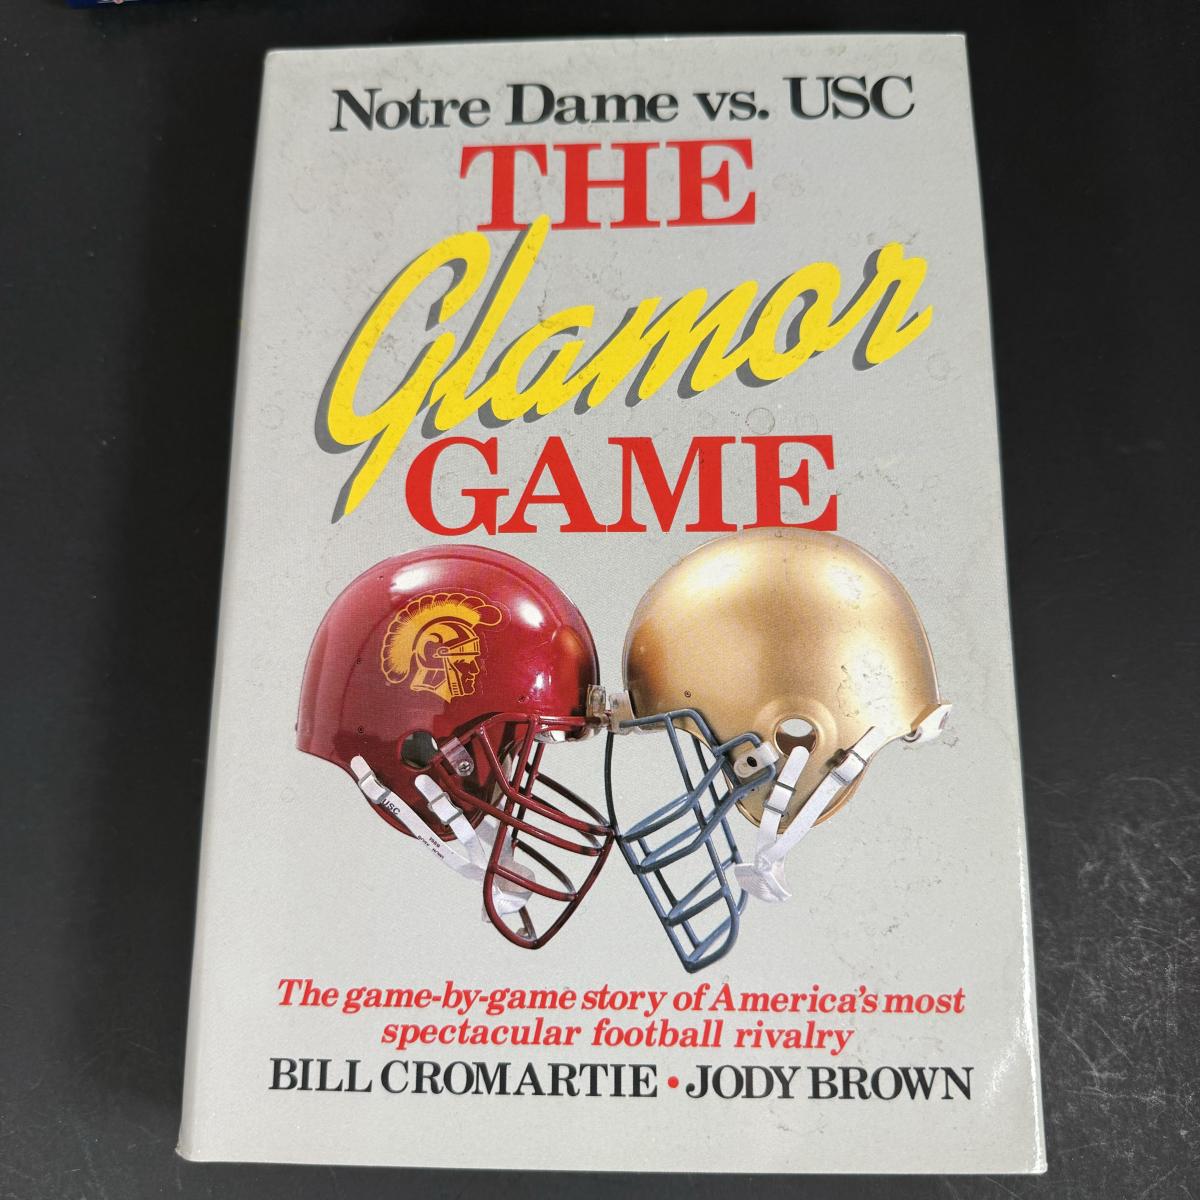 Notre Dame vs. USC
THE
Glamor
GAME
USC
The game-by-game story of America's most
spectacular football rivalry
BILL CROMARTIE • JODY BROWN